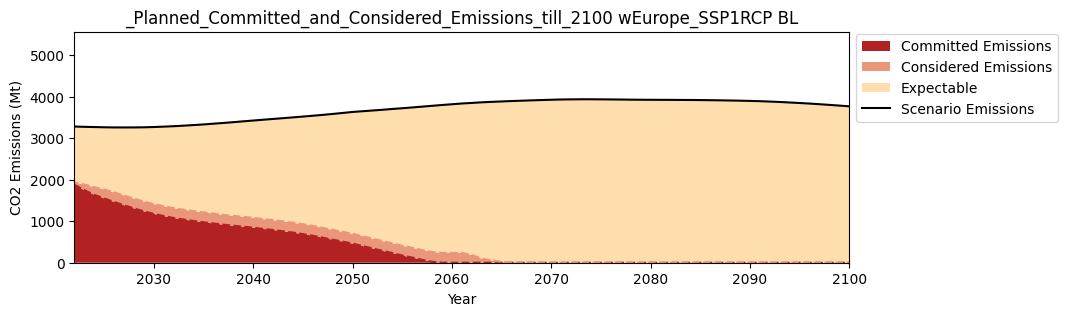 _Planned_Committed_and_Considered_Emissions_till_2100 wEurope_SSP1RCP BL
CO2 Emissions (Mt)
5000
4000
3000
2000
1000
0
2030 2040 2050 2060 2070 2080 2090 2100
Year
Committed Emissions
Considered Emissions
Expectable
Scenario Emissions